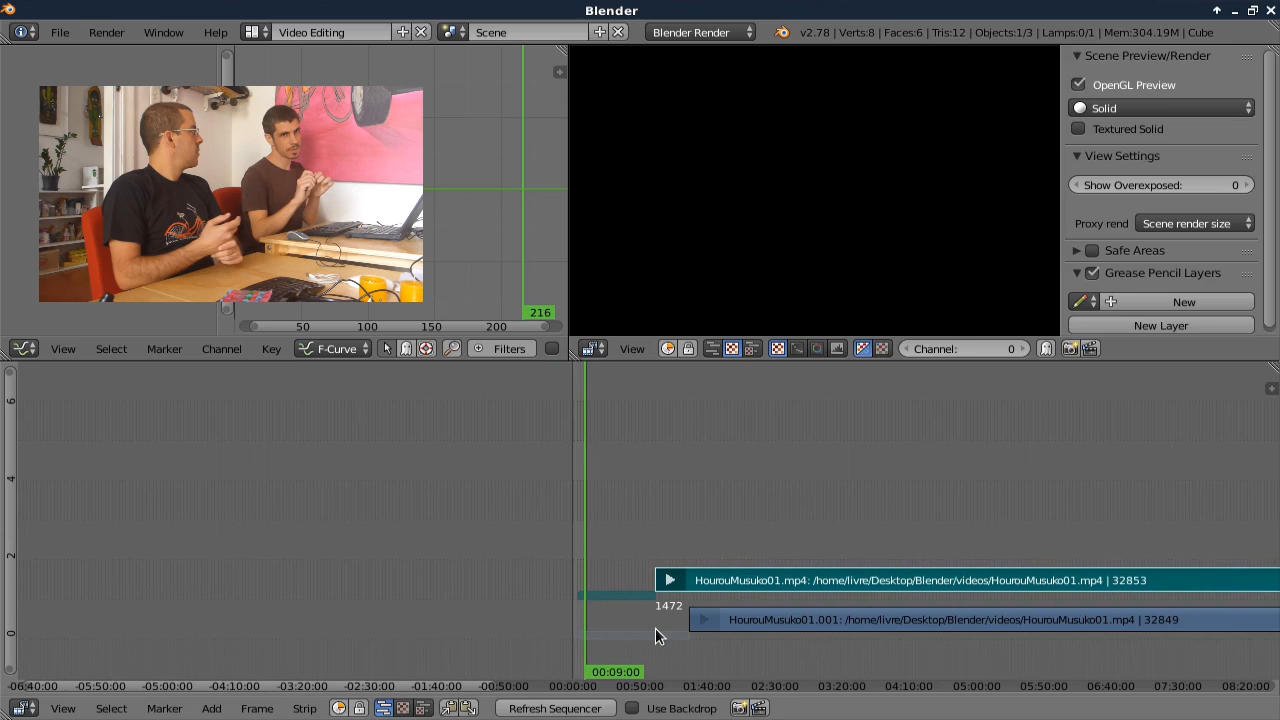 Blender
File Render Window Help Video Editing Scene Blender Render v2.78 | Verts:8 | Faces:6 | Tris:12 | Objects:1/3 | Lamps:0/1 | Mem:304.19M | Cube
Scene Preview/Render
OpenGL Preview
Solid
Textured Solid
View Settings
Show Overexposed: 0
Proxy rend Scene render size
Safe Areas
Grease Pencil Layers
New
New Layer
216
50 100 150 200
View Select Marker Channel Key F-Curve Filters
View Channel: 0
6
4
2
0
HourouMusuko01.mp4: /home/livre/Desktop/Blender/videos/HourouMusuko01.mp4 | 32853
1472
HourouMusuko01.001: /home/livre/Desktop/Blender/videos/HourouMusuko01.mp4 | 32849
00:09:00
-06:40:00 -05:50:00 -05:00:00 -04:10:00 -03:20:00 -02:30:00 -01:40:00 -00:50:00 00:00:00 00:50:00 01:40:00 02:30:00 03:20:00 04:10:00 05:00:00 05:50:00 06:40:00 07:30:00 08:20:00
View Select Marker Add Frame Strip Refresh Sequencer Use Backdrop